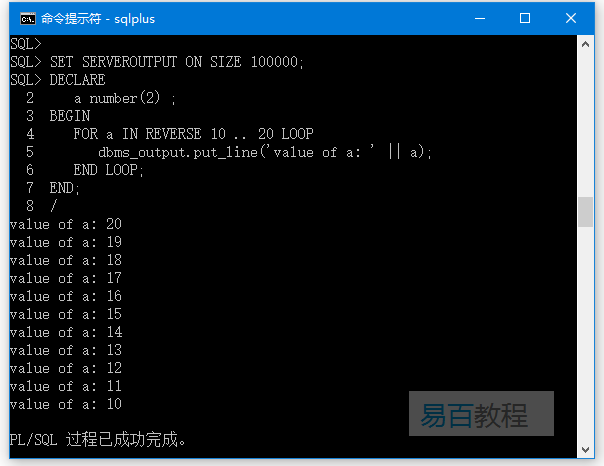 命令提示符 - sqlplus
SQL>
SQL> SET SERVEROUTPUT ON SIZE 100000;
SQL> DECLARE
  2     a number(2) ;
  3  BEGIN
  4     FOR a IN REVERSE 10 .. 20 LOOP
  5        dbms_output.put_line('value of a: ' || a);
  6     END LOOP;
  7  END;
  8  /
value of a: 20
value of a: 19
value of a: 18
value of a: 17
value of a: 16
value of a: 15
value of a: 14
value of a: 13
value of a: 12
value of a: 11
value of a: 10
易百教程
PL/SQL 过程已成功完成。